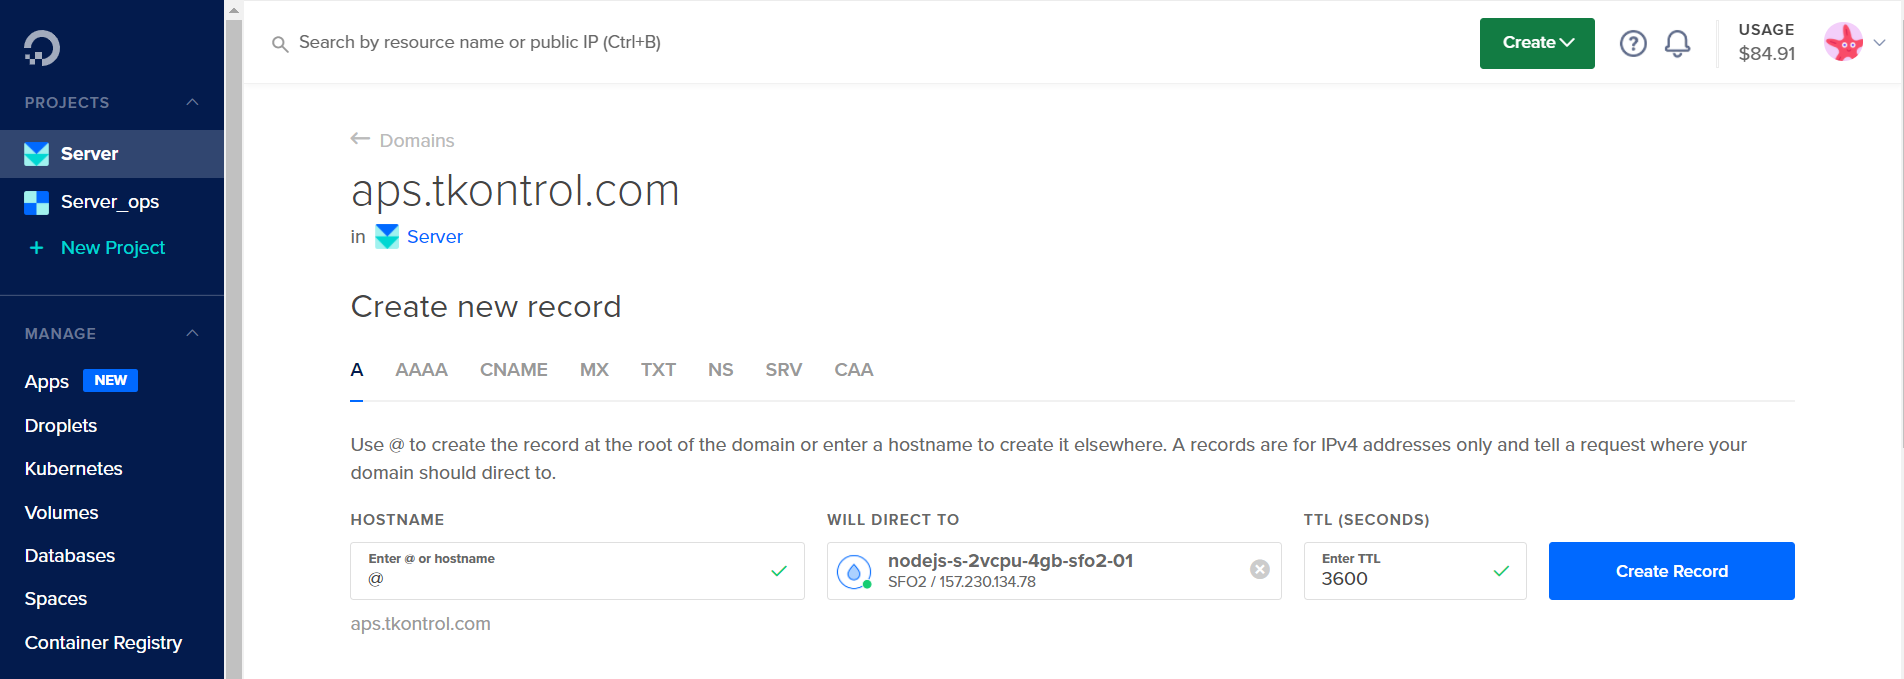 PROJECTS
Server
Server_ops
+ New Project
MANAGE
Apps NEW
Droplets
Kubernetes
Volumes
Databases
Spaces
Container Registry
Search by resource name or public IP (Ctrl+B)
Create
?
USAGE
$84.91
← Domains
aps.tkontrol.com
in Server
Create new record
A AAAA CNAME MX TXT NS SRV CAA
Use @ to create the record at the root of the domain or enter a hostname to create it elsewhere. A records are for IPv4 addresses only and tell a request where your
domain should direct to.
HOSTNAME
Enter @ or hostname
@
aps.tkontrol.com
WILL DIRECT TO
nodejs-s-2vcpu-4gb-sfo2-01
SFO2 / 157.230.134.78
TTL (SECONDS)
Enter TTL
3600
Create Record